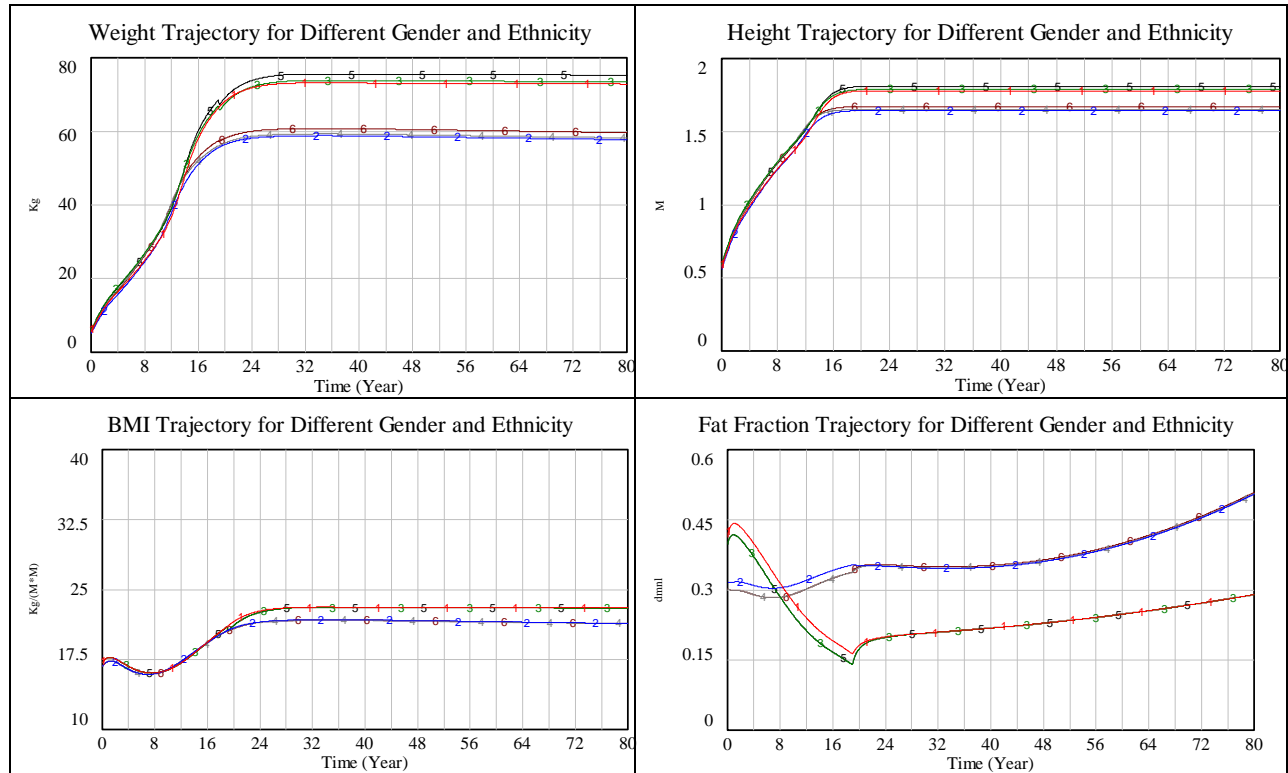 Weight Trajectory for Different Gender and Ethnicity
80
60
40
20
0
Kg
0 8 16 24 32 40 48 56 64 72 80
Time (Year)
Height Trajectory for Different Gender and Ethnicity
2
1.5
1
0.5
0
M
0 8 16 24 32 40 48 56 64 72 80
Time (Year)
BMI Trajectory for Different Gender and Ethnicity
40
32.5
25
17.5
10
Kg/(M*M)
0 8 16 24 32 40 48 56 64 72 80
Time (Year)
Fat Fraction Trajectory for Different Gender and Ethnicity
0.6
0.45
0.3
0.15
0
dmnl
0 8 16 24 32 40 48 56 64 72 80
Time (Year)